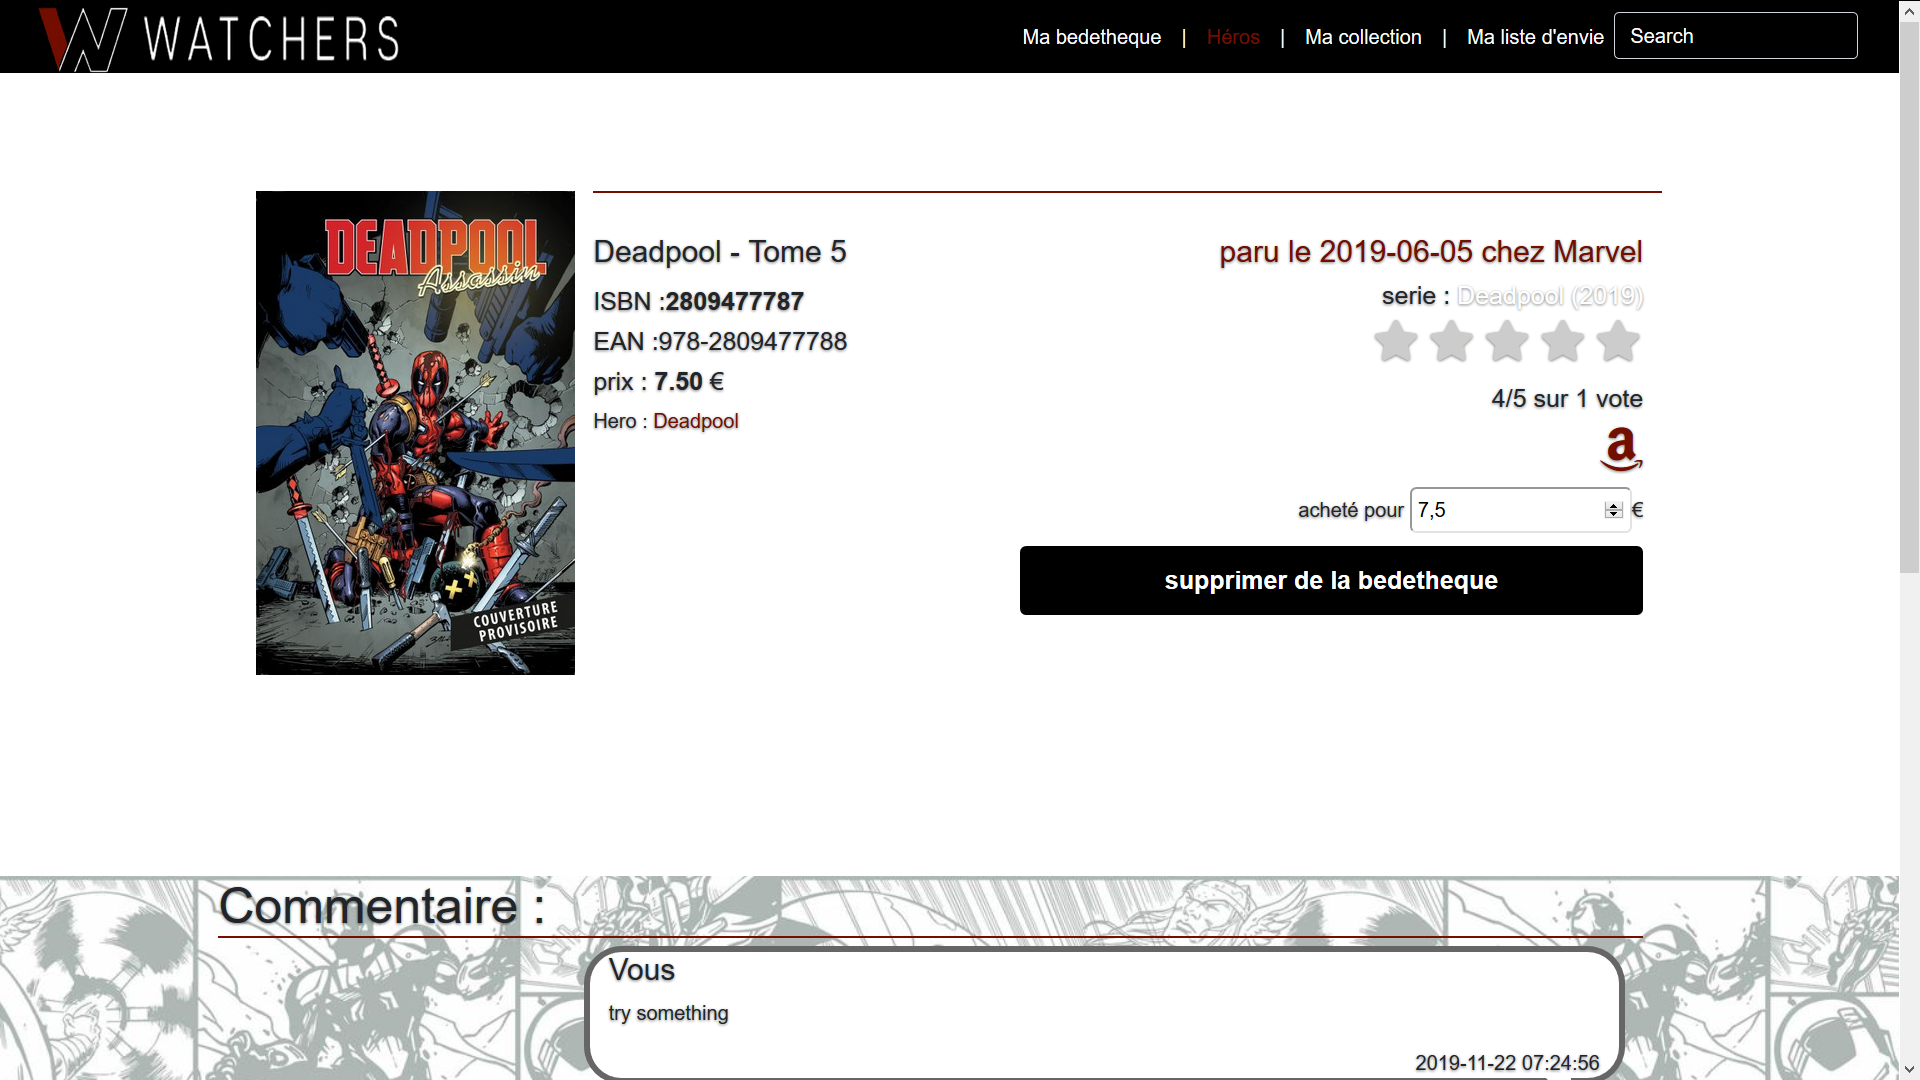 WATCHERS
Ma bedetheque | Héros | Ma collection | Ma liste d'envie
Search
DEADPOOL
Assassin
COUVERTURE
PROVISOIRE
Deadpool - Tome 5
ISBN :2809477787
EAN :978-2809477788
prix : 7.50 €
Hero : Deadpool
paru le 2019-06-05 chez Marvel
serie : Deadpool (2019)
4/5 sur 1 vote
a
acheté pour 7,5 €
supprimer de la bedetheque
Commentaire :
Vous
try something
2019-11-22 07:24:56